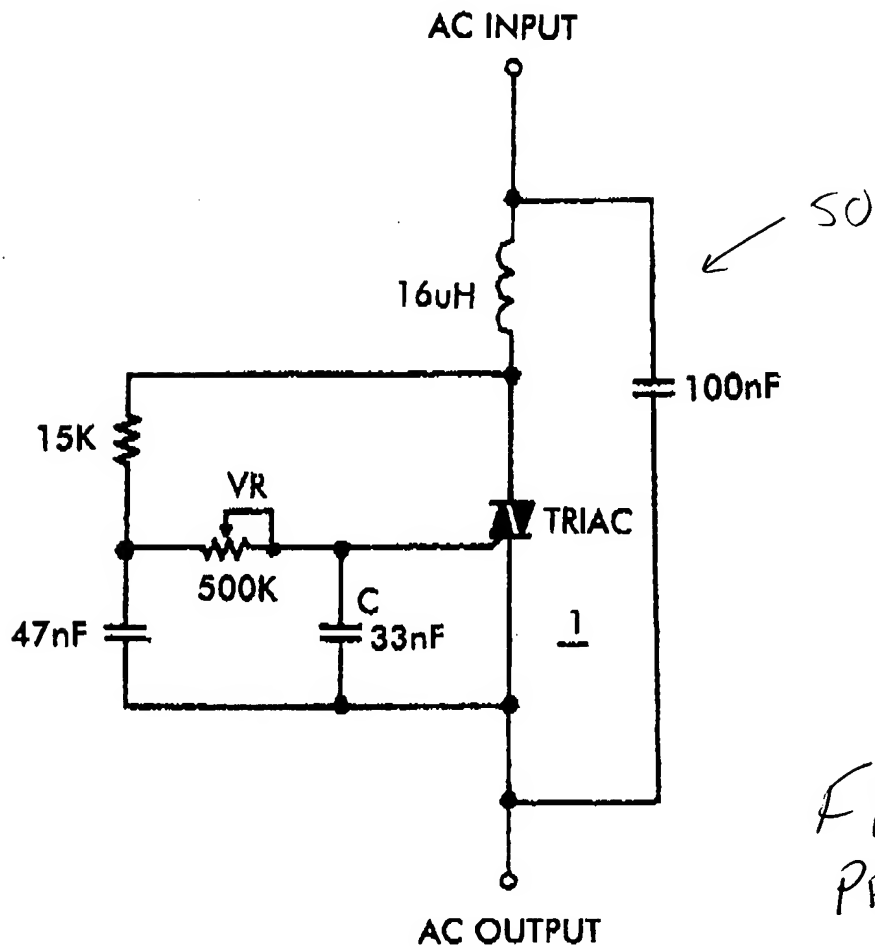 AC INPUT
50
16uH
100nF
15K
VR
TRIAC
500K
C
47nF
33nF
1
AC OUTPUT